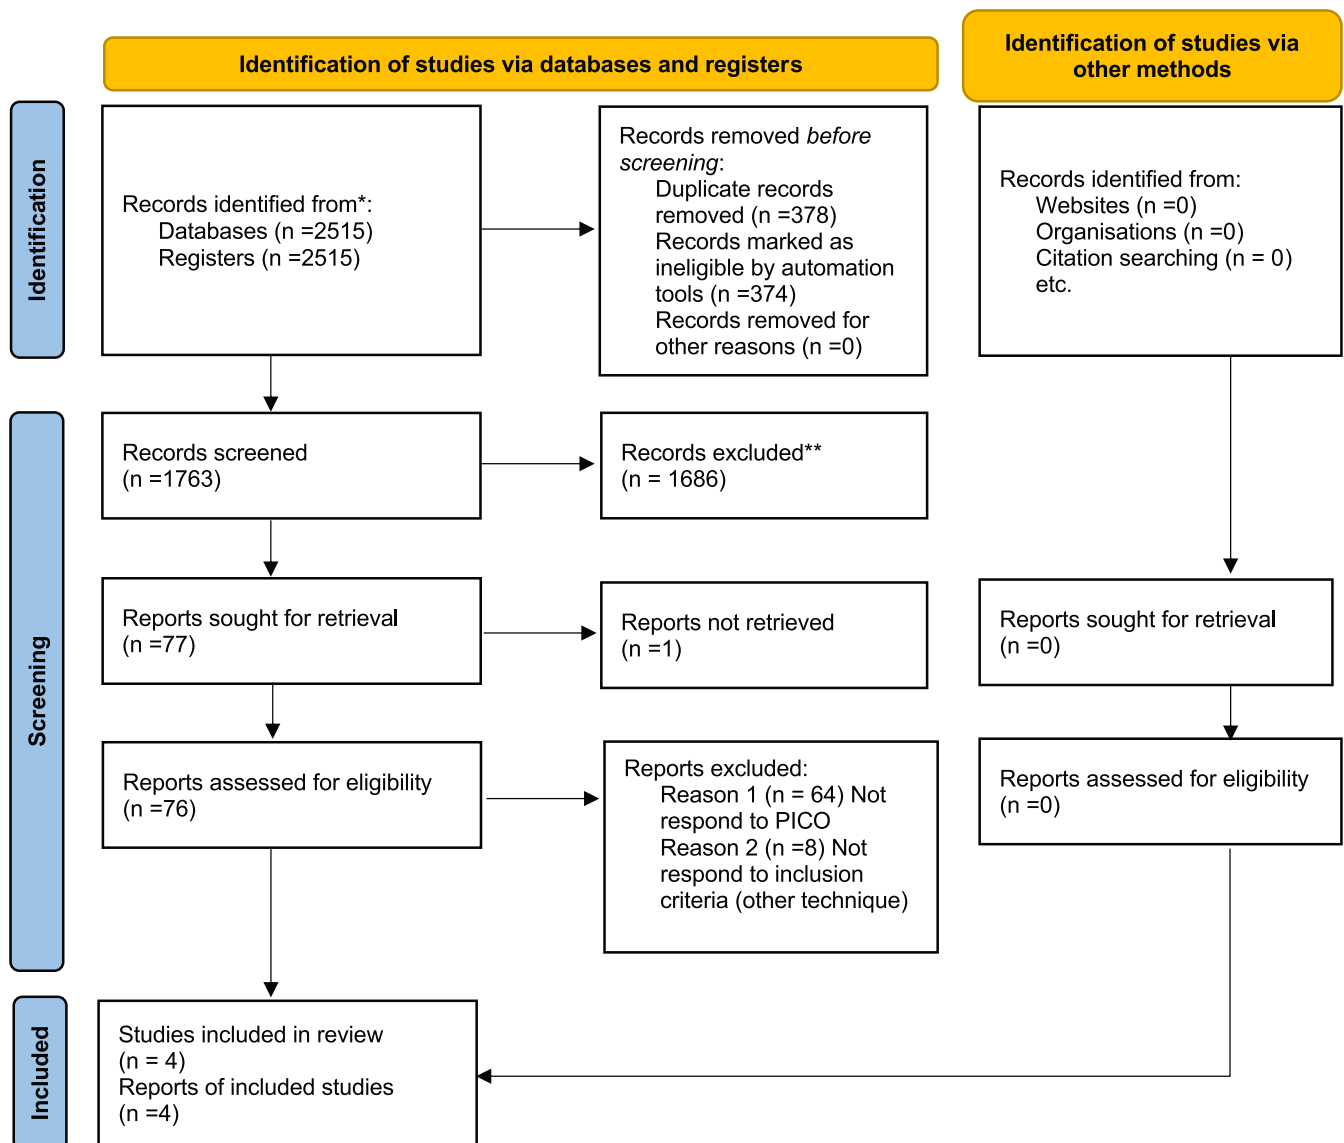 Identification of studies via databases and registers
Identification of studies via
other methods
Identification
Records identified from*:
Databases (n =2515)
Registers (n =2515)
Records removed before
screening:
Duplicate records
removed (n =378)
Records marked as
ineligible by automation
tools (n =374)
Records removed for
other reasons (n =0)
Records identified from:
Websites (n =0)
Organisations (n =0)
Citation searching (n = 0)
etc.
Screening
Records screened
(n =1763)
Records excluded**
(n = 1686)
Reports sought for retrieval
(n =77)
Reports not retrieved
(n =1)
Reports sought for retrieval
(n =0)
Reports assessed for eligibility
(n =76)
Reports excluded:
Reason 1 (n = 64) Not
respond to PICO
Reason 2 (n =8) Not
respond to inclusion
criteria (other technique)
Reports assessed for eligibility
(n =0)
Included
Studies included in review
(n = 4)
Reports of included studies
(n =4)